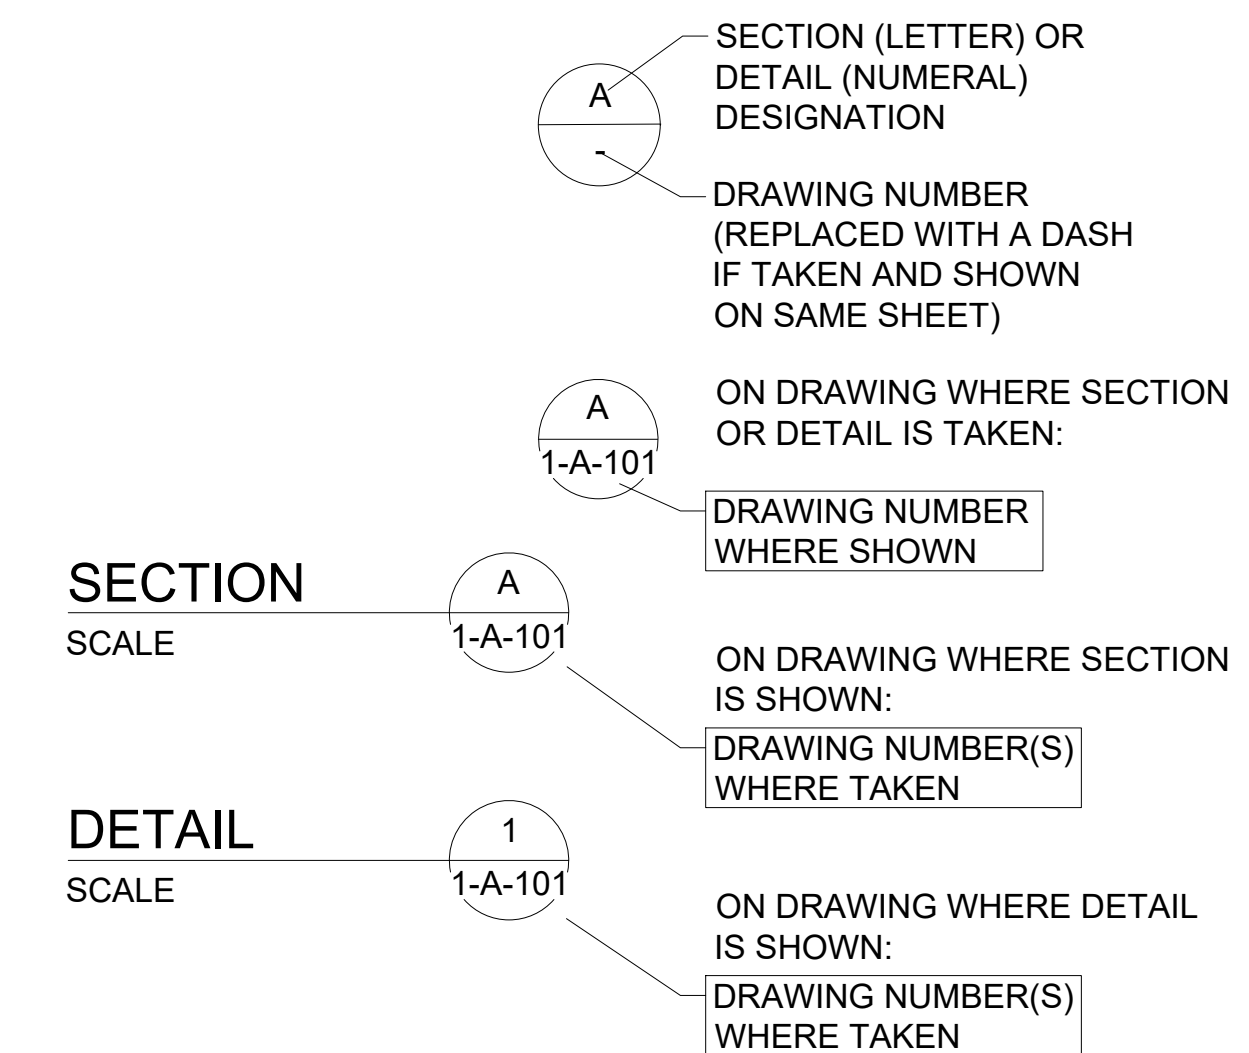 A
-
SECTION (LETTER) OR
DETAIL (NUMERAL)
DESIGNATION
DRAWING NUMBER
(REPLACED WITH A DASH
IF TAKEN AND SHOWN
ON SAME SHEET)
A
1-A-101
ON DRAWING WHERE SECTION
OR DETAIL IS TAKEN:
DRAWING NUMBER
WHERE SHOWN
SECTION
SCALE
A
1-A-101
ON DRAWING WHERE SECTION
IS SHOWN:
DRAWING NUMBER(S)
WHERE TAKEN
DETAIL
SCALE
1
1-A-101
ON DRAWING WHERE DETAIL
IS SHOWN:
DRAWING NUMBER(S)
WHERE TAKEN